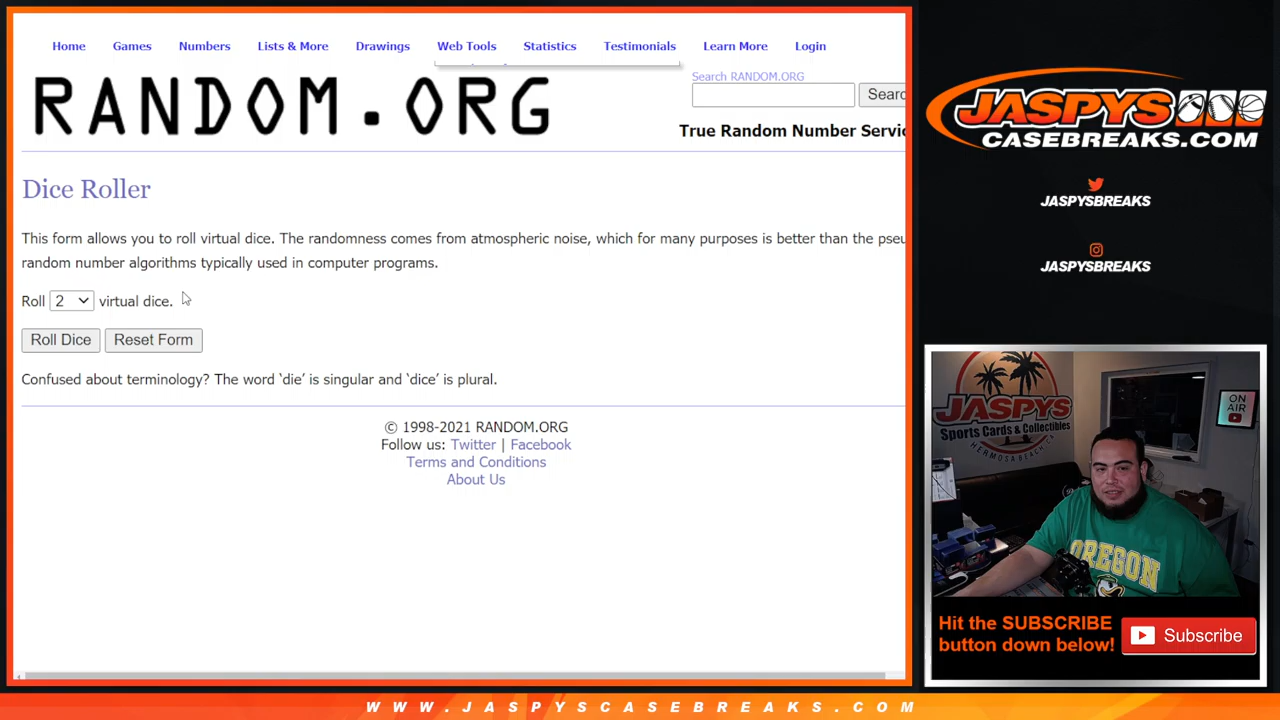 Home Games Numbers Lists & More Drawings Web Tools Statistics Testimonials Learn More Login
RANDOM.ORG
Search RANDOM.ORG
True Random Number Servic
Dice Roller
This form allows you to roll virtual dice. The randomness comes from atmospheric noise, which for many purposes is better than the pseu
random number algorithms typically used in computer programs.
Roll 2 virtual dice.
Roll Dice Reset Form
Confused about terminology? The word ‘die’ is singular and ‘dice’ is plural.
© 1998-2021 RANDOM.ORG
Follow us: Twitter | Facebook
Terms and Conditions
About Us
JASPYS
CASEBREAKS.COM
JASPYSBREAKS
JASPYSBREAKS
JASPYS
Sports Cards & Collectibles
HERMOSA BEACH, CA
ON
AIR
OREGON
Hit the SUBSCRIBE
button down below!
Subscribe
WWW.JASPYSCASEBREAKS.COM